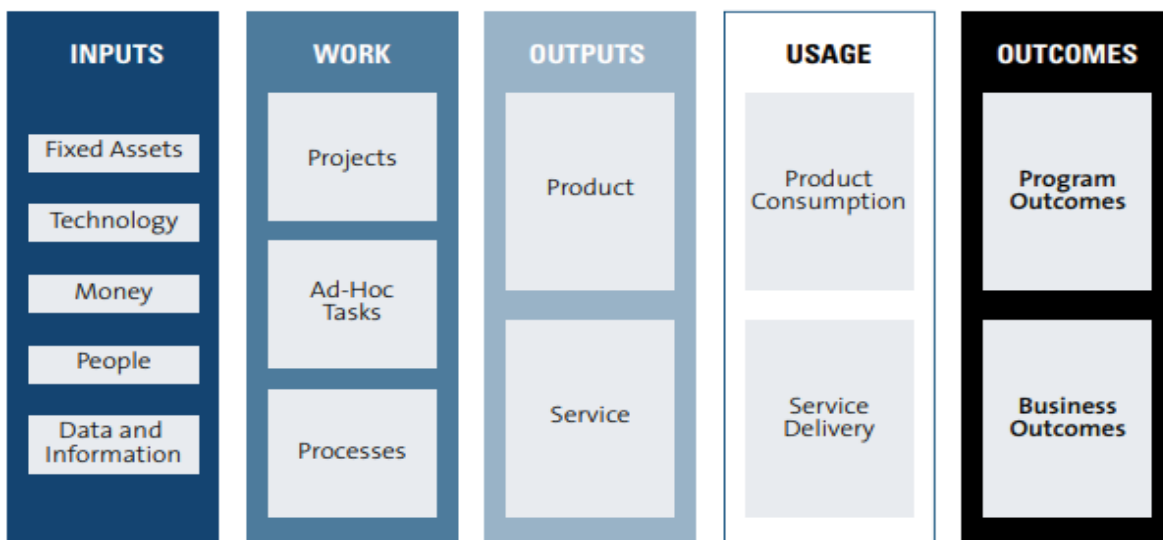 INPUTS
Fixed Assets
Technology
Money
People
Data and
Information
WORK
Projects
Ad-Hoc
Tasks
Processes
OUTPUTS
Product
Service
USAGE
Product
Consumption
Service
Delivery
OUTCOMES
Program
Outcomes
Business
Outcomes